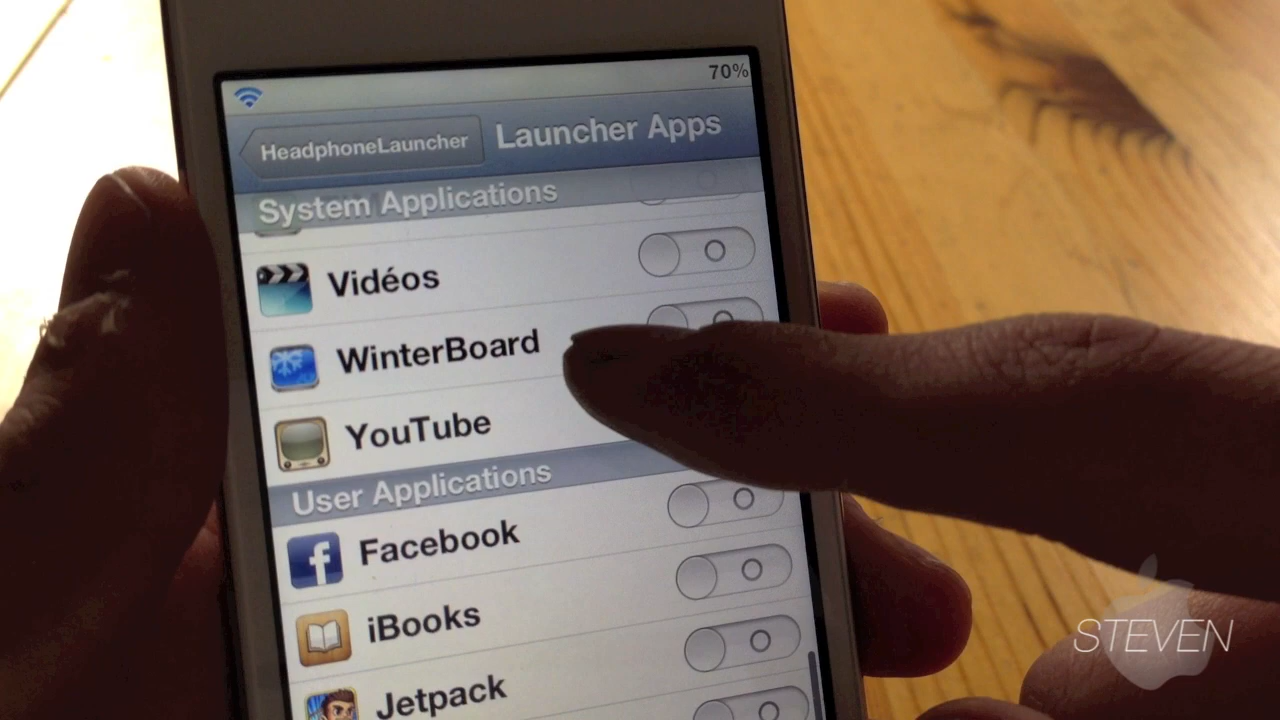 70%
HeadphoneLauncher
Launcher Apps
System Applications
Vidéos
WinterBoard
YouTube
User Applications
Facebook
iBooks
Jetpack
STEVEN